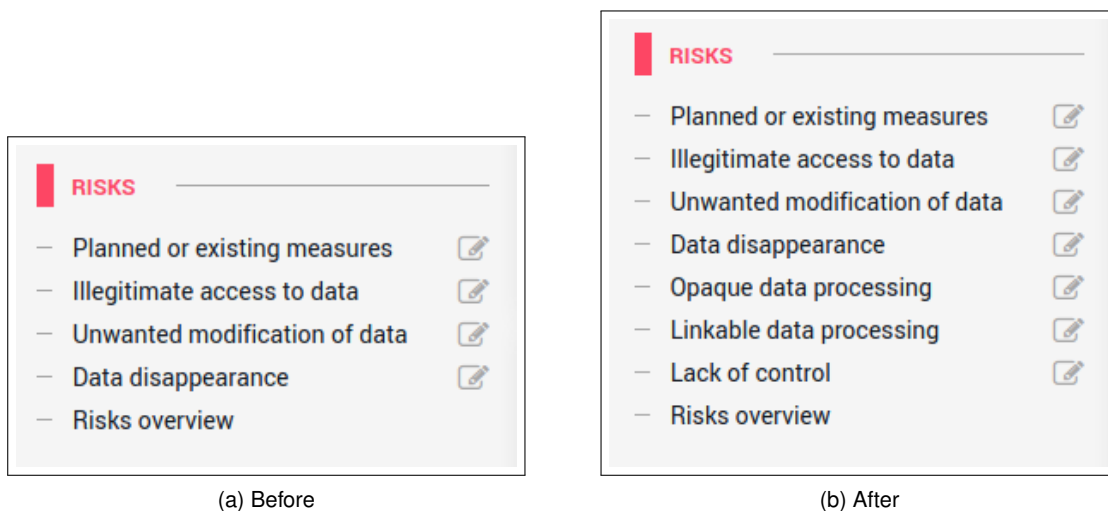 RISKS
Planned or existing measures
Illegitimate access to data
Unwanted modification of data
Data disappearance
Risks overview
(a) Before
RISKS
Planned or existing measures
Illegitimate access to data
Unwanted modification of data
Data disappearance
Opaque data processing
Linkable data processing
Lack of control
Risks overview
(b) After